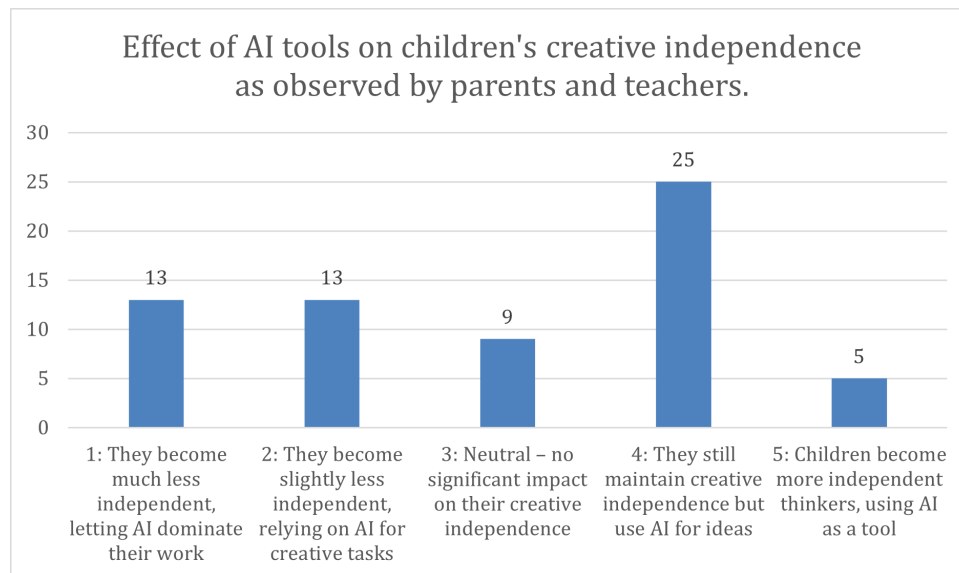 Effect of AI tools on children's creative independence
as observed by parents and teachers.
30
25
20
15
10
5
0
13
13
9
25
5
1: They become
much less
independent,
letting AI dominate
their work
2: They become
slightly less
independent,
relying on AI for
creative tasks
3: Neutral – no
significant impact
on their creative
independence
4: They still
maintain creative
independence but
use AI for ideas
5: Children become
more independent
thinkers, using AI
as a tool